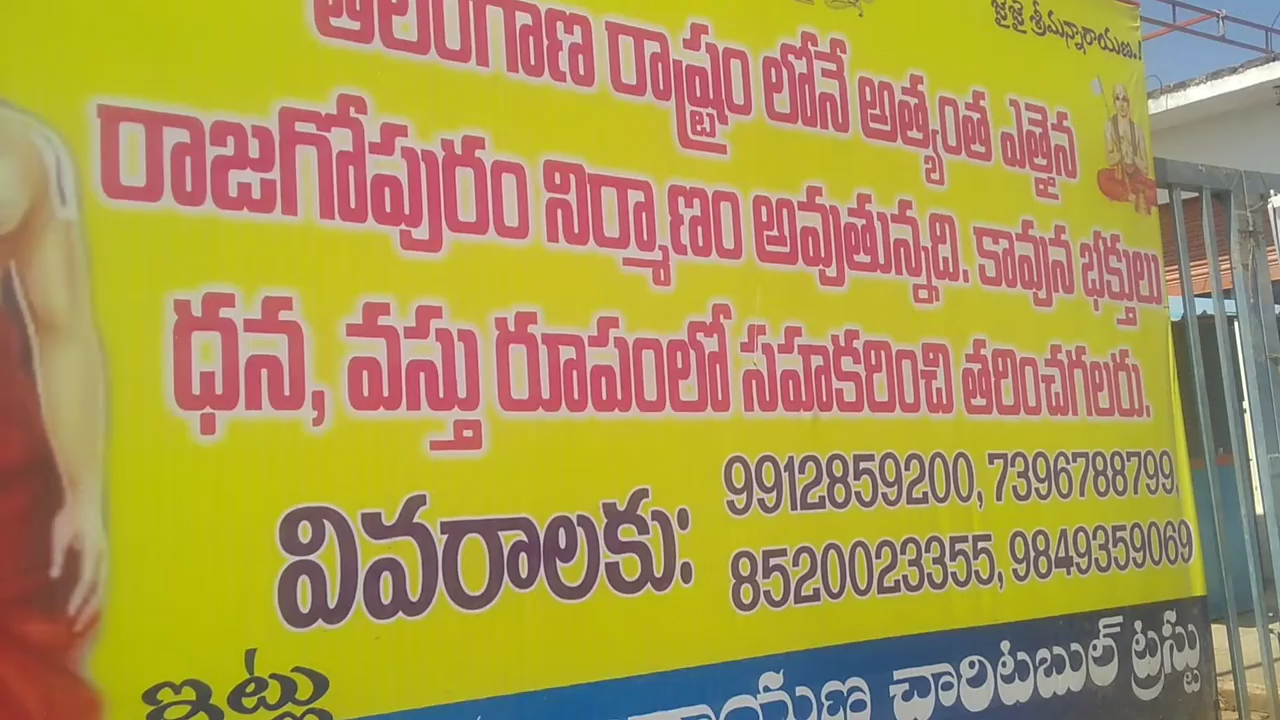 జై జై శ్రీమన్నారాయణ.!
తెలంగాణ రాష్ట్రం లోనే అత్యంత ఎత్తైన
రాజగోపురం నిర్మాణం అవుతున్నది. కావున భక్తులు
ధన, వస్తు రూపంలో సహకరించి తరించగలరు.
వివరాలకు: 9912859200, 7396788799,
8520023355, 9849359069
ఇట్లు
చారిటబుల్ ట్రస్టు